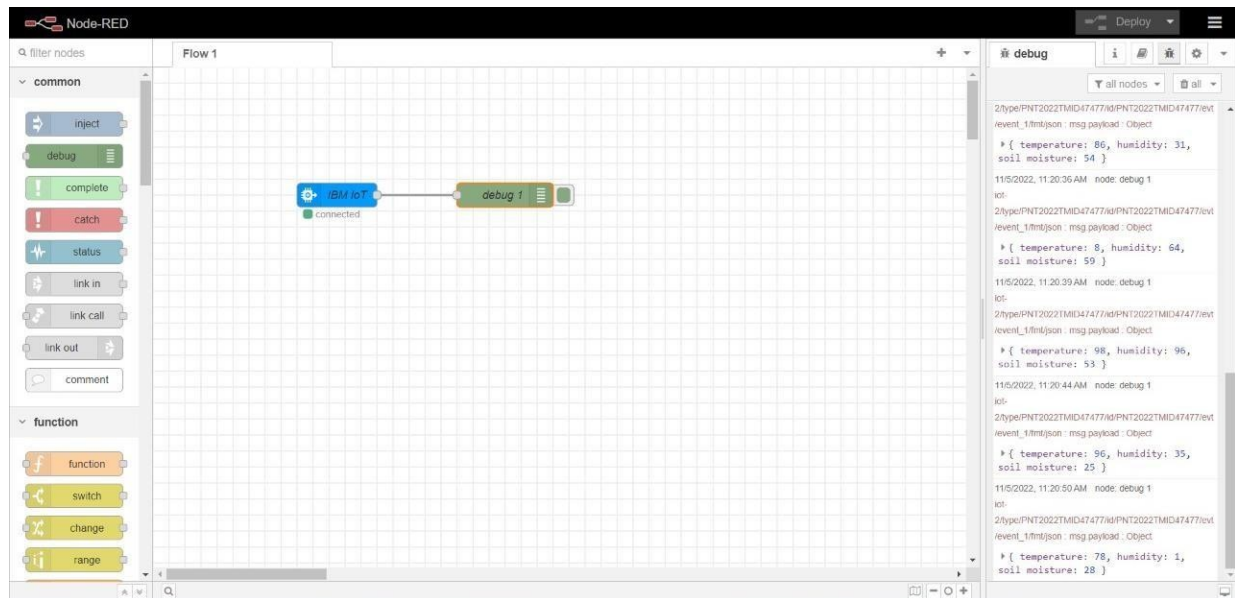 Node-RED
Deploy
filter nodes
Flow 1
debug
i
common
all nodes
all
inject
debug
complete
catch
status
link in
link call
link out
comment
function
function
switch
change
range
IBM IoT
connected
debug 1
2/type/PNT2022TMID47477/id/PNT2022TMID47477/evt
/event_1/fmt/json : msg.payload : Object
{ temperature: 86, humidity: 31,
soil moisture: 54 }
11/5/2022, 11:20:36 AM node: debug 1
iot-
2/type/PNT2022TMID47477/id/PNT2022TMID47477/evt
/event_1/fmt/json : msg.payload : Object
{ temperature: 8, humidity: 64,
soil moisture: 59 }
11/5/2022, 11:20:39 AM node: debug 1
iot-
2/type/PNT2022TMID47477/id/PNT2022TMID47477/evt
/event_1/fmt/json : msg.payload : Object
{ temperature: 98, humidity: 96,
soil moisture: 53 }
11/5/2022, 11:20:44 AM node: debug 1
iot-
2/type/PNT2022TMID47477/id/PNT2022TMID47477/evt
/event_1/fmt/json : msg.payload : Object
{ temperature: 96, humidity: 35,
soil moisture: 25 }
11/5/2022, 11:20:50 AM node: debug 1
iot-
2/type/PNT2022TMID47477/id/PNT2022TMID47477/evt
/event_1/fmt/json : msg.payload : Object
{ temperature: 78, humidity: 1,
soil moisture: 28 }